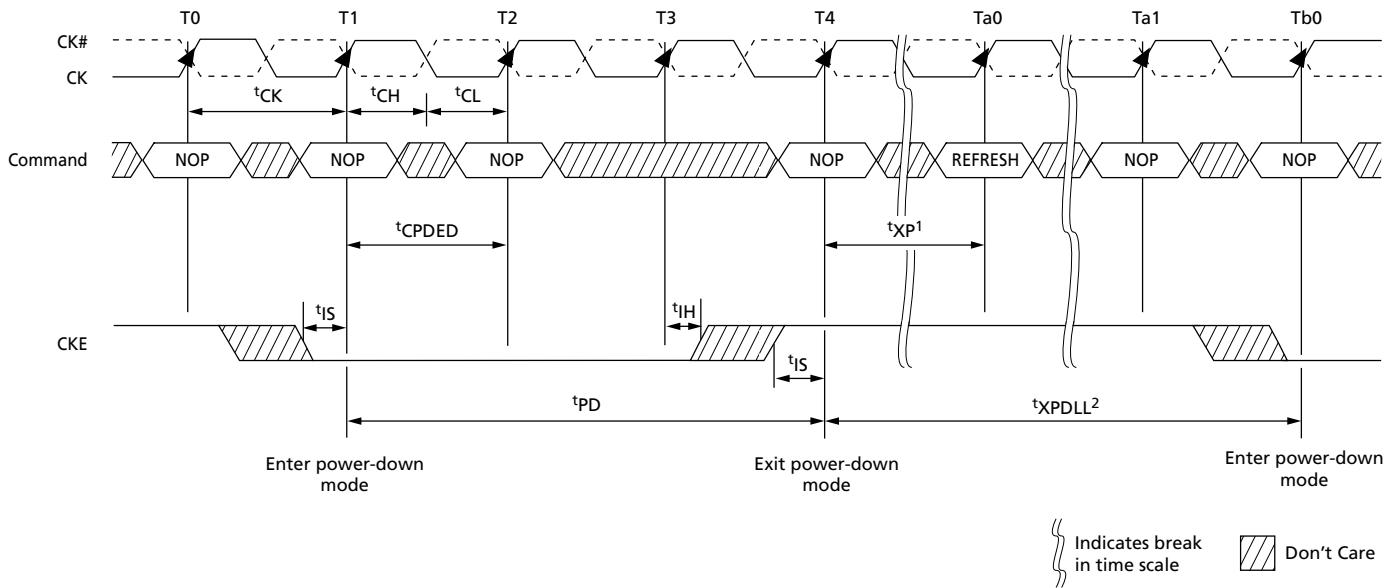 T0 T1 T2 T3 T4 Ta0 Ta1 Tb0
CK#
CK
tCK tCH tCL
Command NOP NOP NOP NOP REFRESH NOP NOP
tCPDED tXP1
tIS tIH
CKE
tIS
tPD tXPDLL2
Enter power-down
mode
Exit power-down
mode
Enter power-down
mode
Indicates break
in time scale
Don't Care